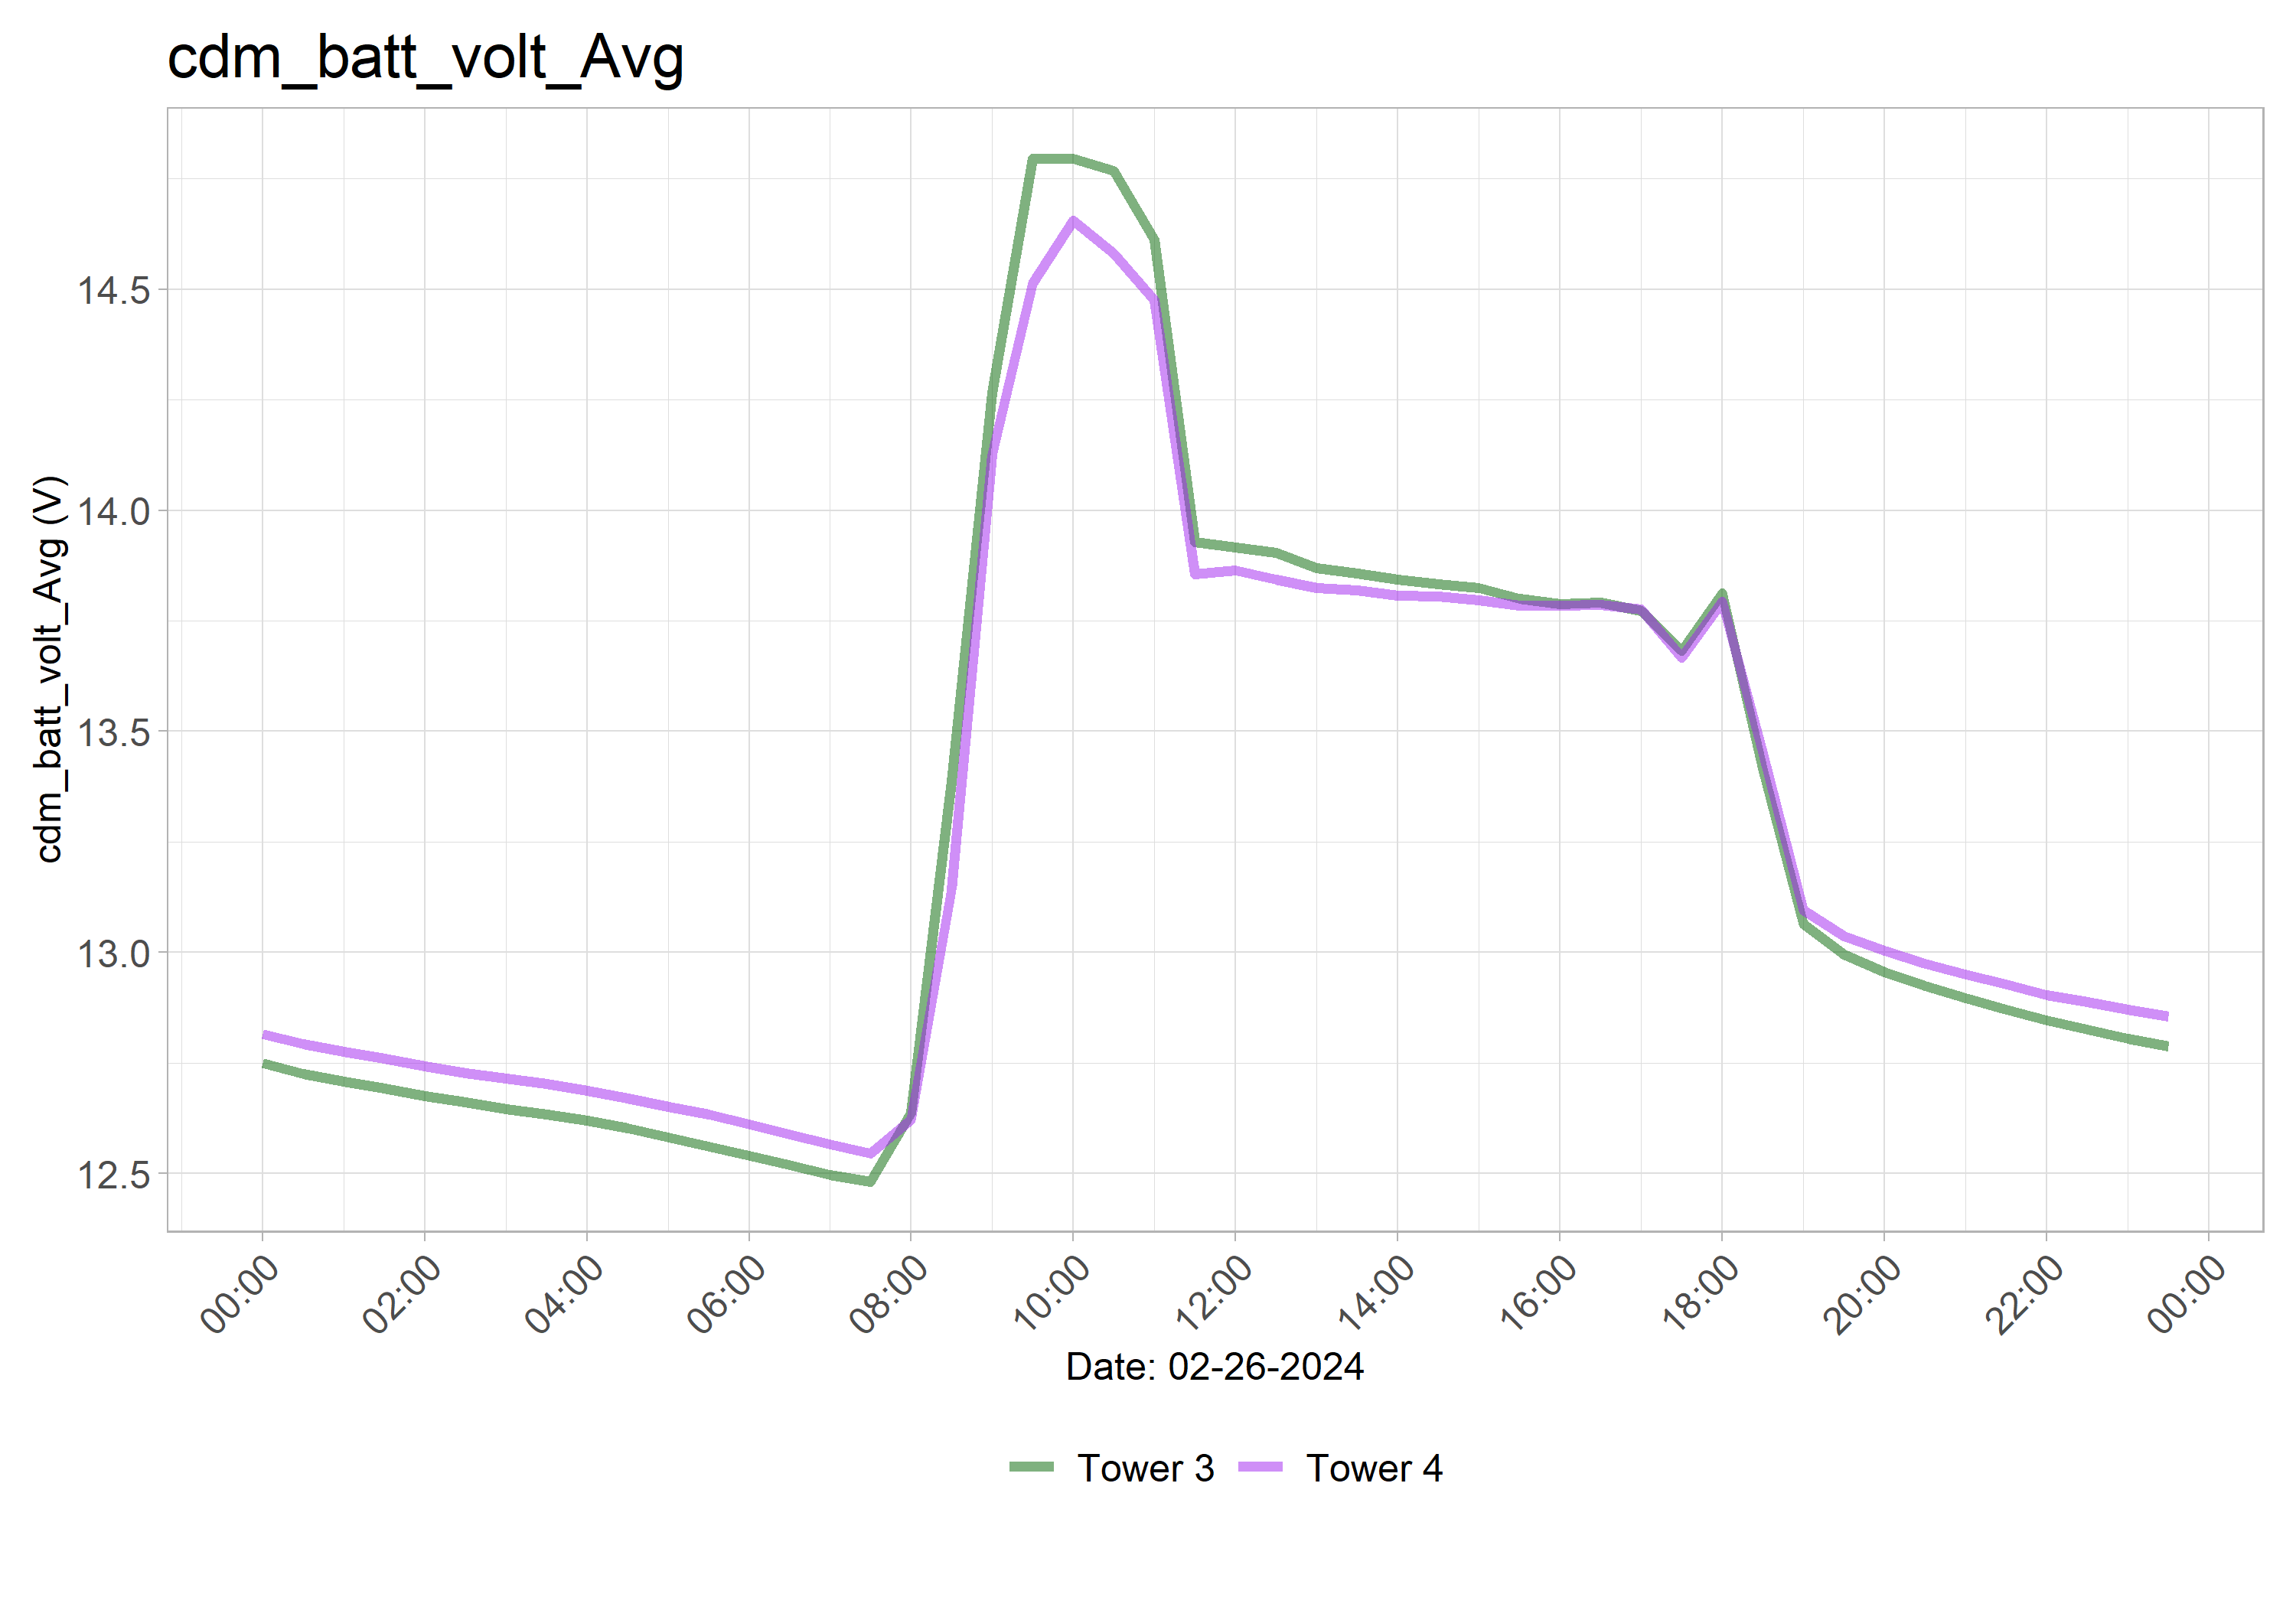 cdm_batt_volt_Avg
cdm_batt_volt_Avg (V)
14.5
14.0
13.5
13.0
12.5
00:00 02:00 04:00 06:00 08:00 10:00 12:00 14:00 16:00 18:00 20:00 22:00 00:00
Date: 02-26-2024
Tower 3 Tower 4